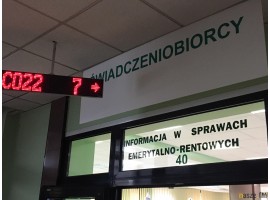 ŚWIADCZENIOBIORCY
C022 7 →
INFORMACJA W SPRAWACH
EMERYTALNO-RENTOWYCH
40